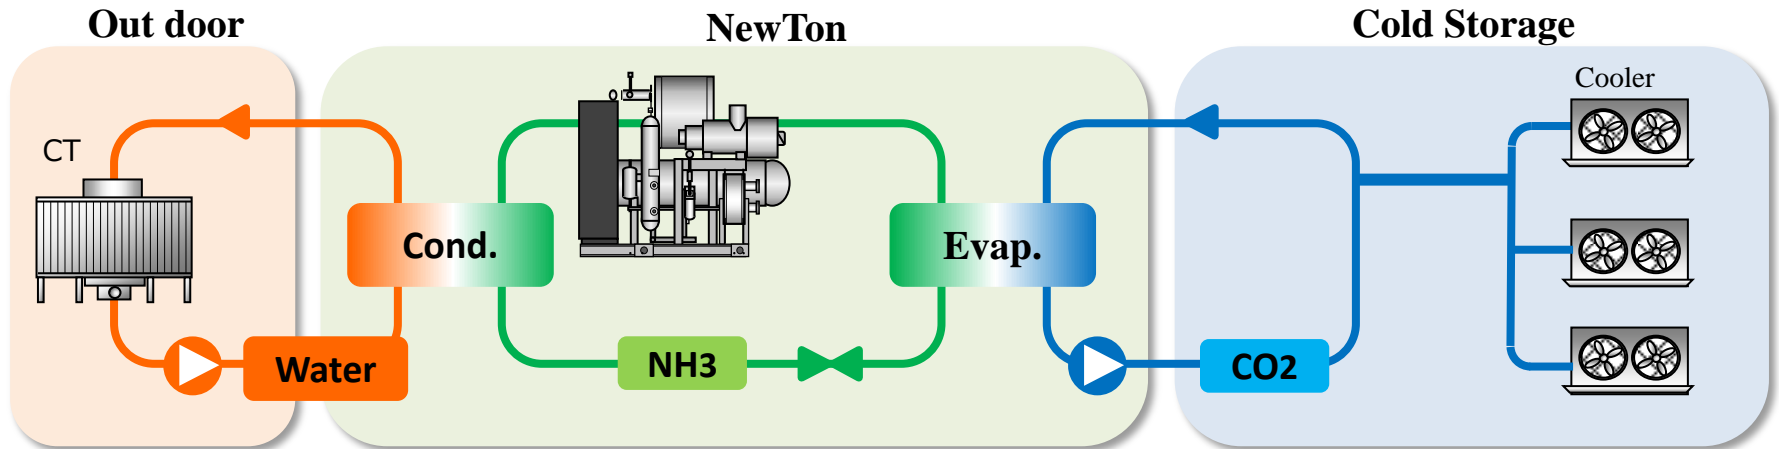 Out door
NewTon
Cold Storage
Cooler
CT
Cond.
Evap.
Water
NH3
CO2